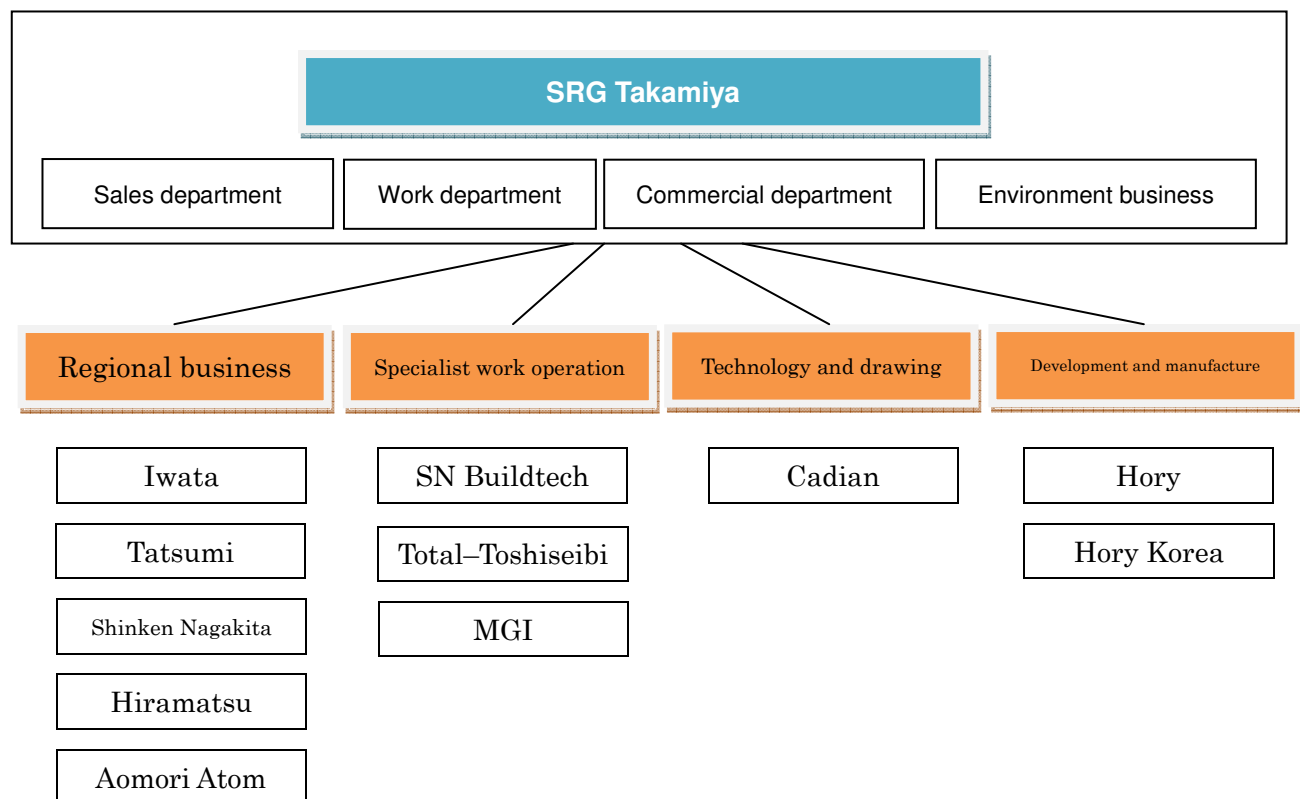 SRG Takamiya
Sales department
Work department
Commercial department
Environment business
Regional business
Specialist work operation
Technology and drawing
Development and manufacture
Iwata
SN Buildtech
Cadian
Hory
Tatsumi
Total–Toshiseibi
Hory Korea
Shinken Nagakita
MGI
Hiramatsu
Aomori Atom